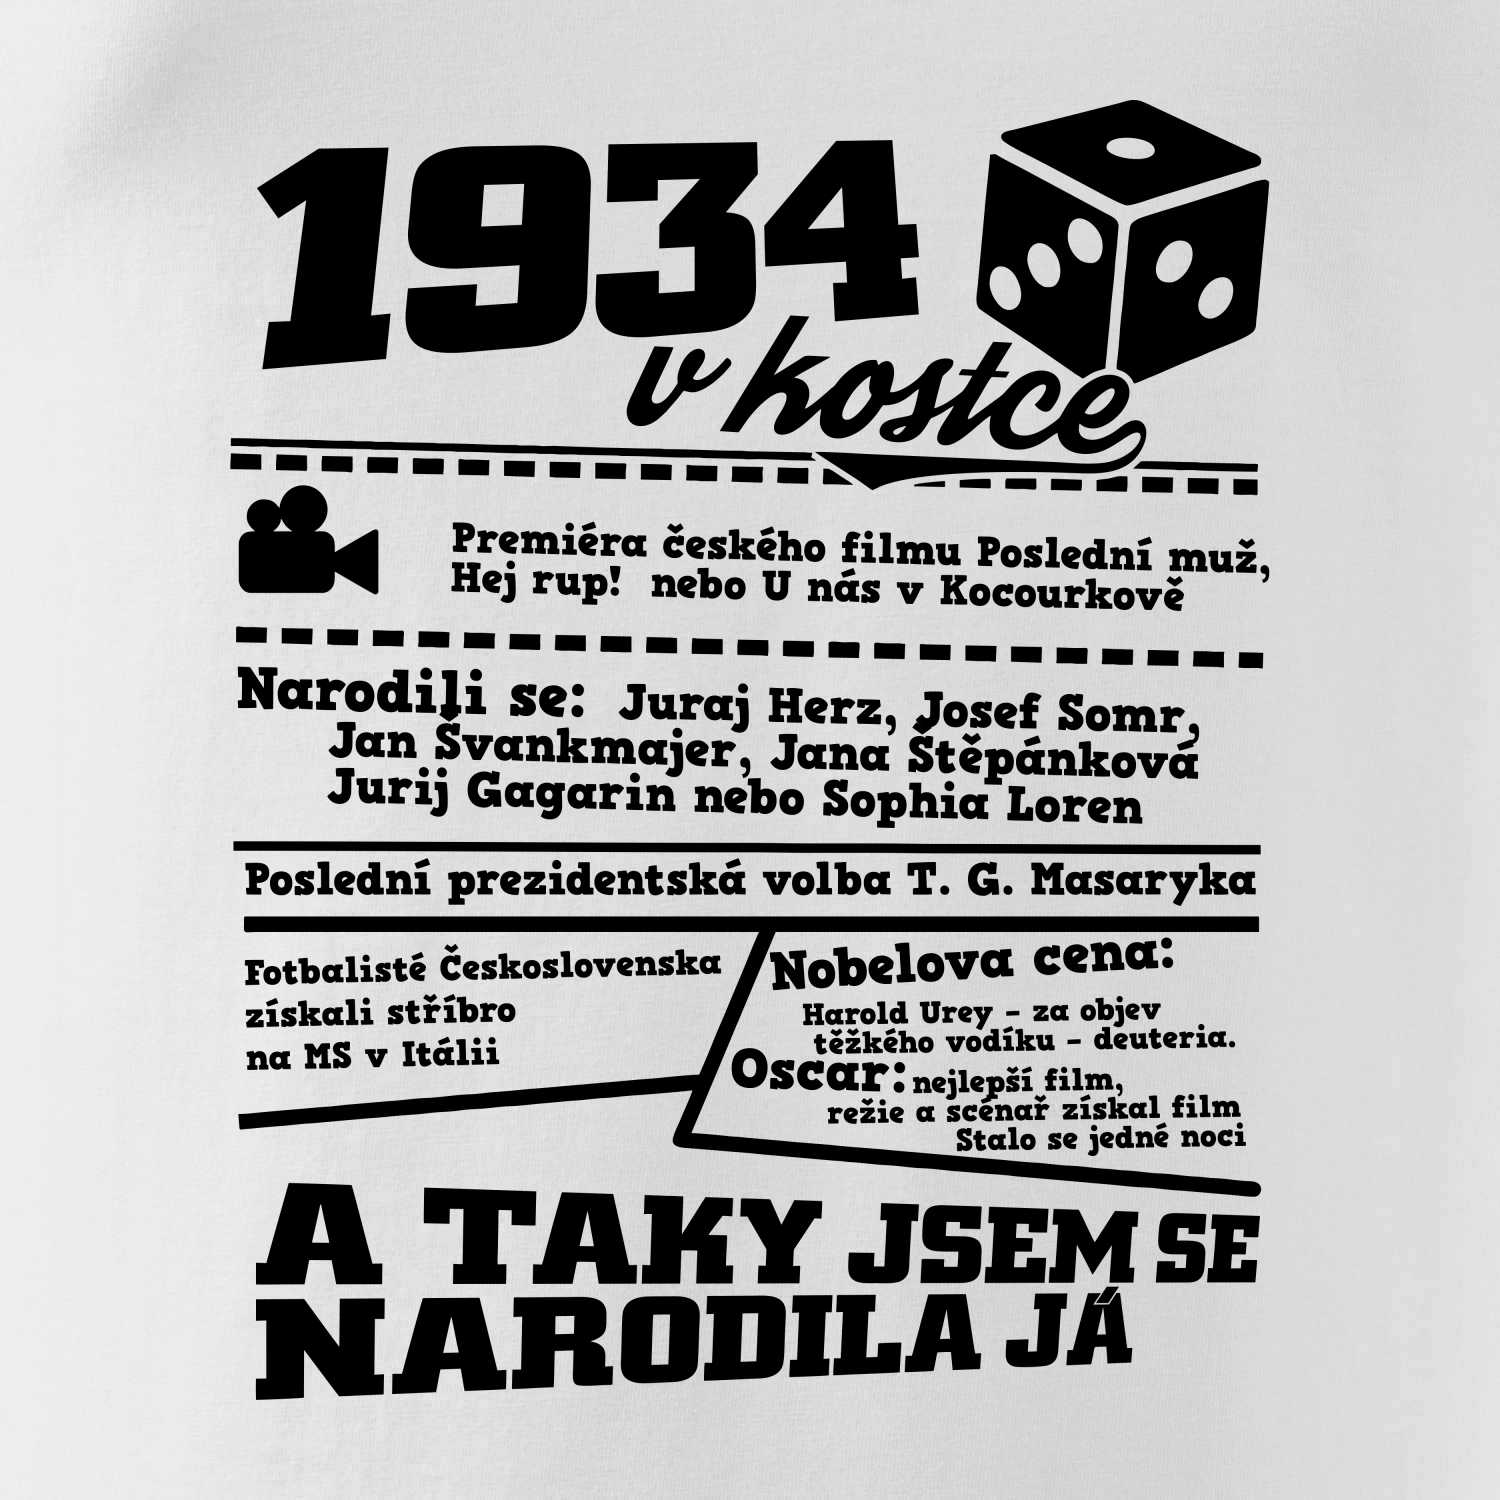 1934
v kostce
Premiéra českého filmu Poslední muž,
Hej rup! nebo U nás v Kocourkově
Narodili se: Juraj Herz, Josef Somr,
Jan Švankmajer, Jana Štěpánková
Jurij Gagarin nebo Sophia Loren
Poslední prezidentská volba T. G. Masaryka
Fotbalisté Československa
získali stříbro
na MS v Itálii
Nobelova cena:
Harold Urey – za objev
těžkého vodíku – deuteria.
Oscar: nejlepší film,
režie a scénař získal film
Stalo se jedné noci
A TAKY JSEM SE
NARODILA JÁ